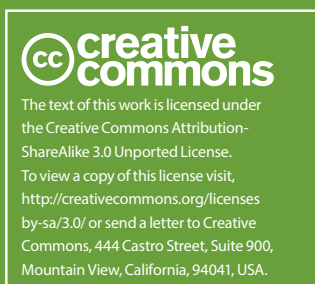 cc creative
commons
The text of this work is licensed under
the Creative Commons Attribution-
ShareAlike 3.0 Unported License.
To view a copy of this license visit,
http://creativecommons.org/licenses
by-sa/3.0/ or send a letter to Creative
Commons, 444 Castro Street, Suite 900,
Mountain View, California, 94041, USA.